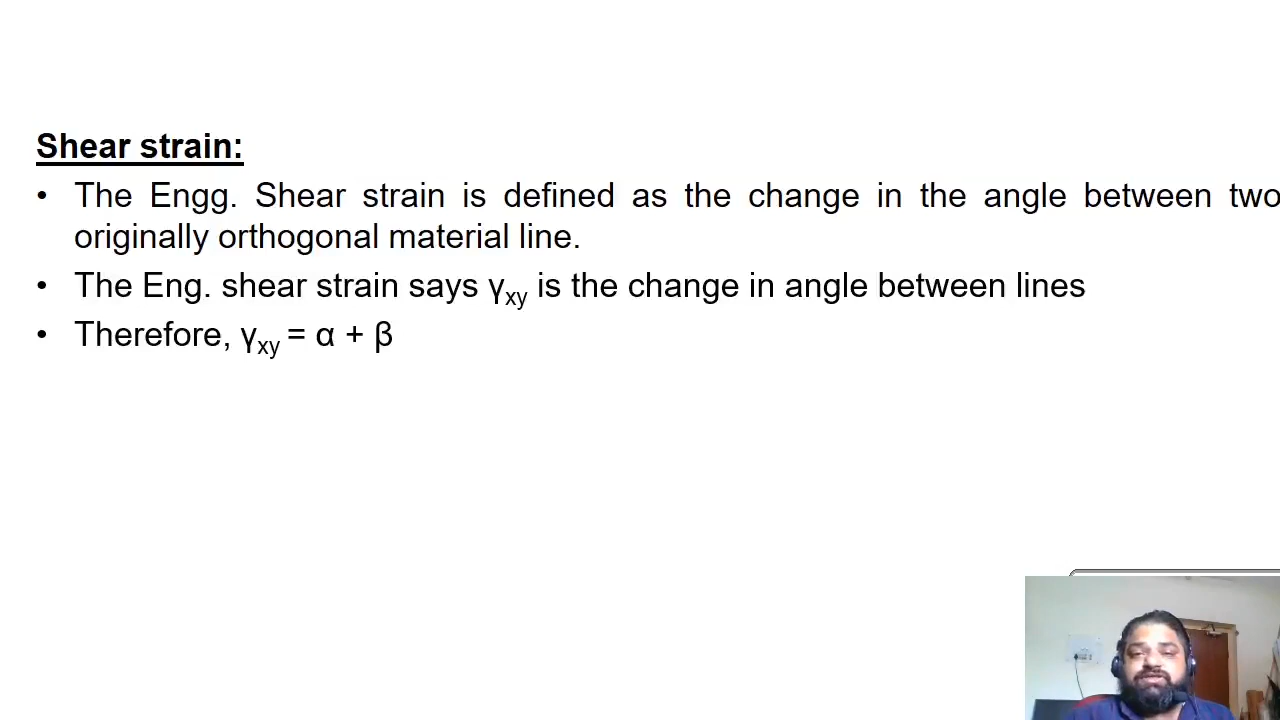 Shear strain:
• The Engg. Shear strain is defined as the change in the angle between two
originally orthogonal material line.
• The Eng. shear strain says γxy is the change in angle between lines
• Therefore, γxy = α + β